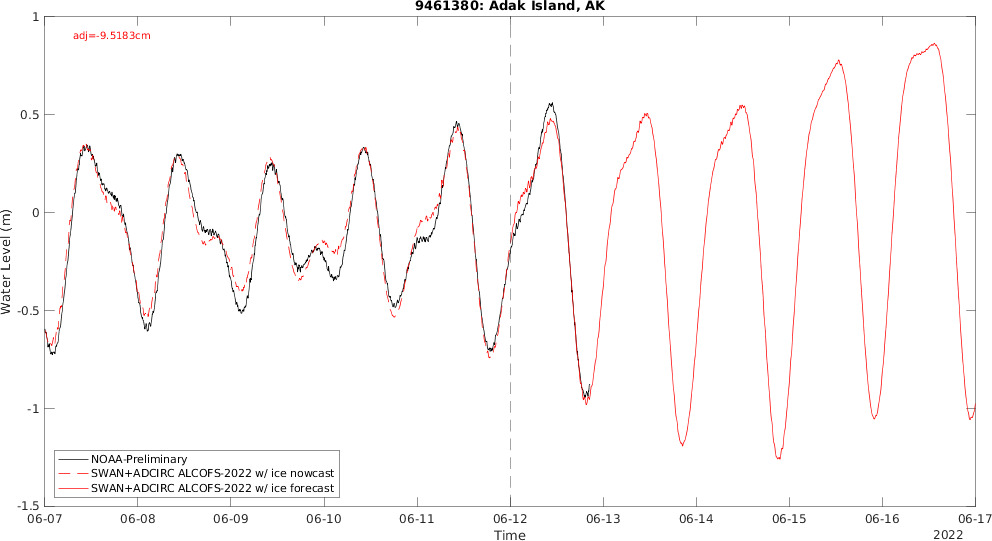 9461380: Adak Island, AK
adj=-9.5183cm
Water Level (m)
1
0.5
0
-0.5
-1
-1.5
NOAA-Preliminary
SWAN+ADCIRC ALCOFS-2022 w/ ice nowcast
SWAN+ADCIRC ALCOFS-2022 w/ ice forecast
06-07 06-08 06-09 06-10 06-11 06-12 06-13 06-14 06-15 06-16 06-17
Time
2022